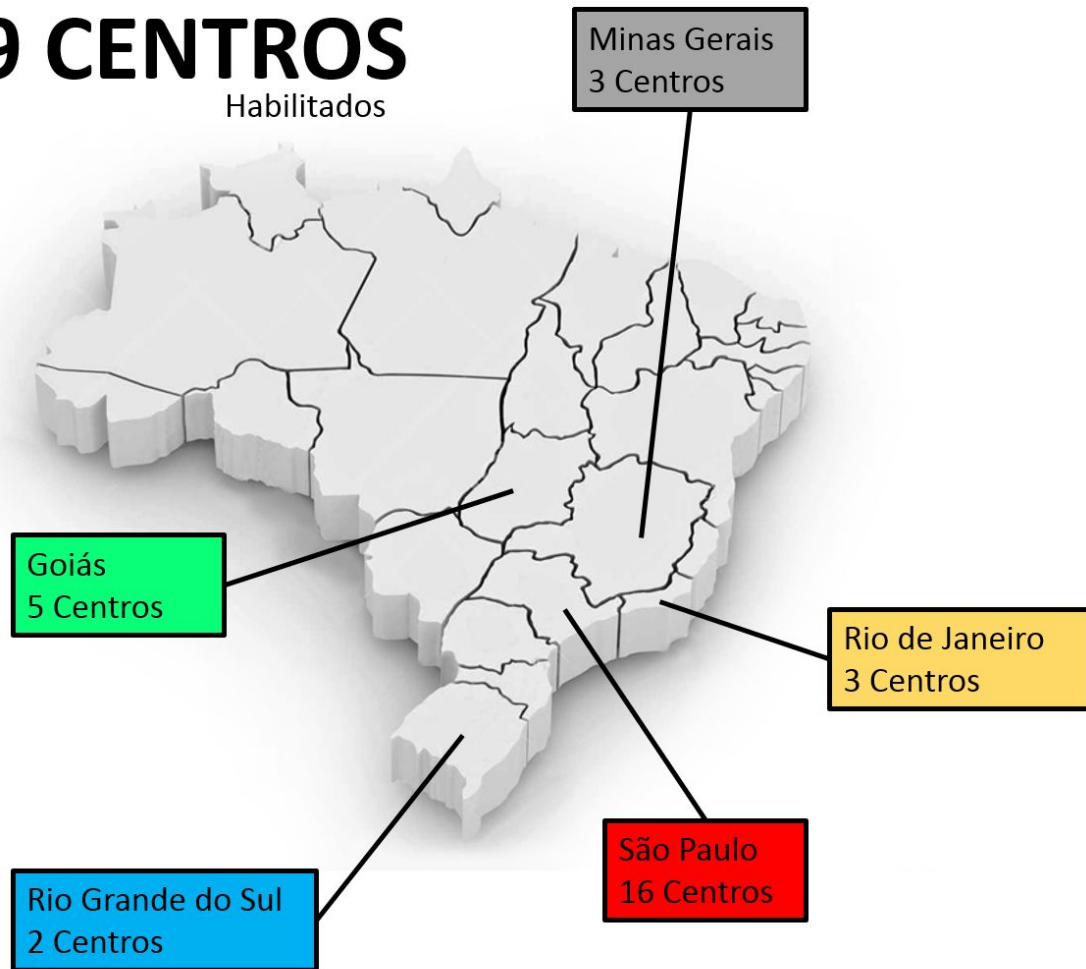 9 CENTROS
Habilitados
Minas Gerais
3 Centros
Goiás
5 Centros
Rio de Janeiro
3 Centros
São Paulo
16 Centros
Rio Grande do Sul
2 Centros